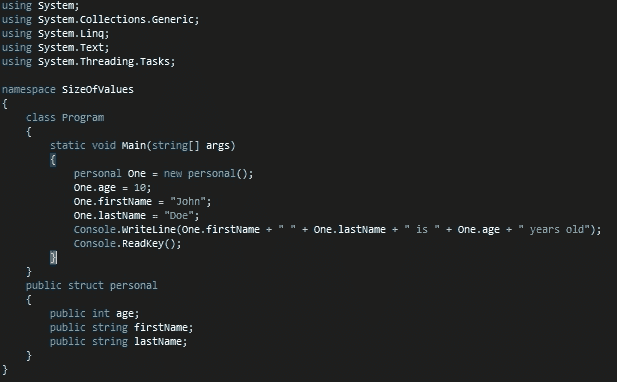 using System;
using System.Collections.Generic;
using System.Linq;
using System.Text;
using System.Threading.Tasks;

namespace SizeOfValues
{
    class Program
    {
        static void Main(string[] args)
        {
            personal One = new personal();
            One.age = 10;
            One.firstName = "John";
            One.lastName = "Doe";
            Console.WriteLine(One.firstName + " " + One.lastName + " is " + One.age + " years old");
            Console.ReadKey();
        }
    }
    public struct personal
    {
        public int age;
        public string firstName;
        public string lastName;
    }
}